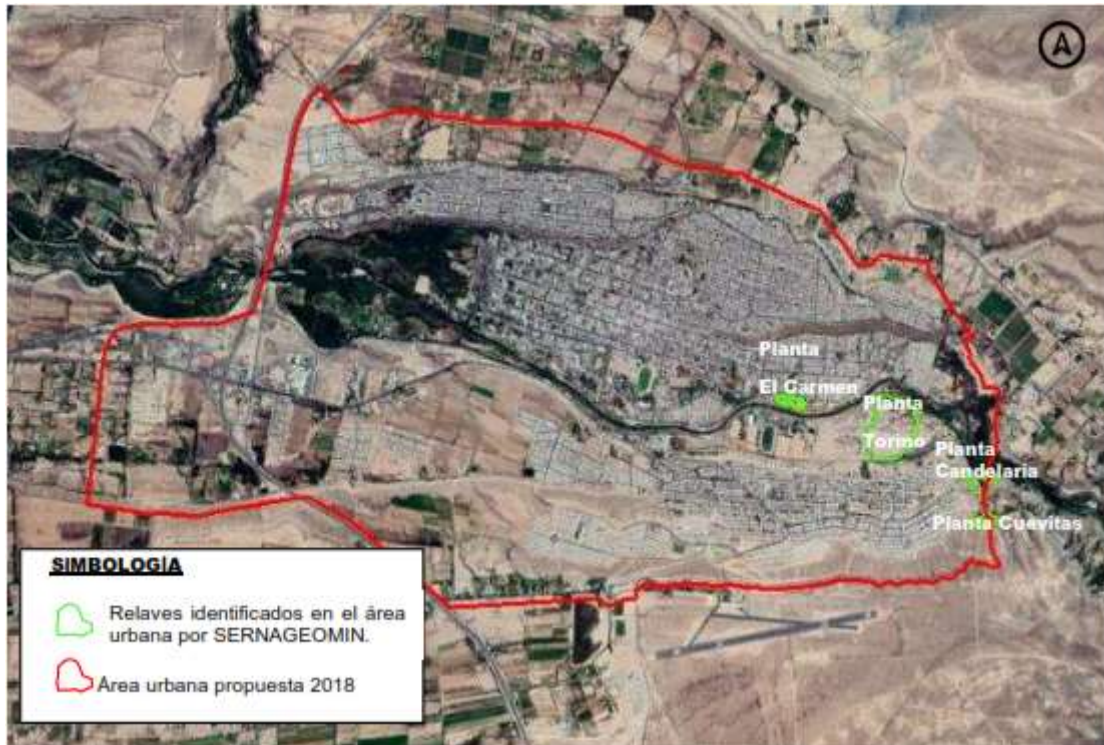 A
Planta
El Carmen
Planta
Torino
Planta
Candelaria
Planta Cuevitas
SIMBOLOGÍA
Relaves identificados en el área
urbana por SERNAGEOMIN.
Area urbana propuesta 2018